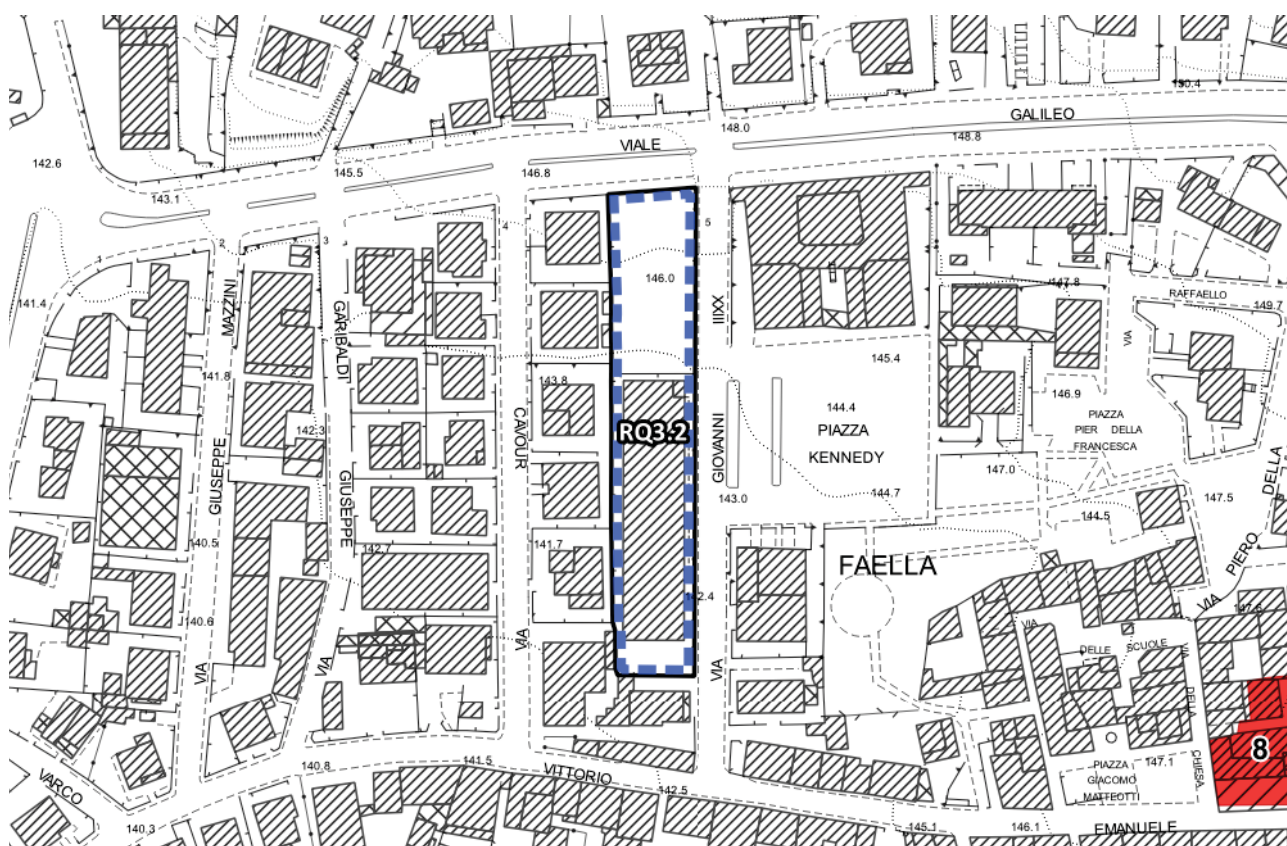 150.4
GALILEO
148.0
148.8
VIALE
142.6
145.5
146.8
143.1
5
4
2
3
146.0
147.8
RAFFAELLO
149.7
141.4
MAZZINI
GARIBALDI
XXIII
VIA
145.4
141.8
143.8
144.4
146.9
PIAZZA
PIER DELLA
FRANCESCA
PIAZZA
KENNEDY
RQ3.2
CAVOUR
142.3
GIOVANNI
147.0
DELLA
GIUSEPPE
GIUSEPPE
143.0
144.7
147.5
144.5
140.5
142.7
141.7
FAELLA
PIERO
142.4
VIA
147.6
140.6
VIA
DELLE
SCUOLE
VIA
VIA
VIA
VIA
VIA
DELLA
8
CHIESA
PIAZZA
GIACOMO
MATTEOTTI
147.1
140.8
141.5
VITTORIO
142.5
VARCO
140.3
145.1
146.1
EMANUELE